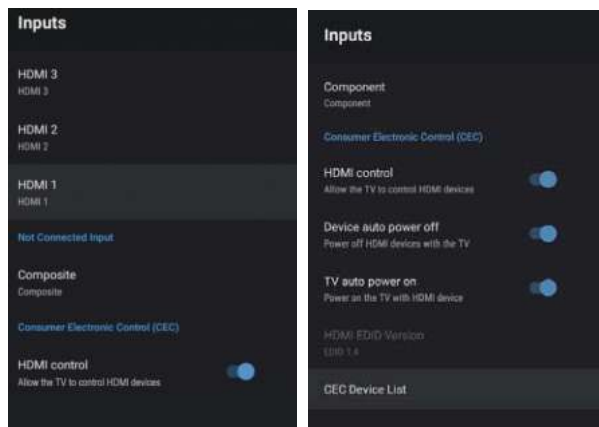 Inputs
HDMI 3
HDMI 3
HDMI 2
HDMI 2
HDMI 1
HDMI 1
Not Connected Input
Composite
Composite
Consumer Electronic Control (CEC)
HDMI control
Allow the TV to control HDMI devices
Inputs
Component
Component
Consumer Electronic Control (CEC)
HDMI control
Allow the TV to control HDMI devices
Device auto power off
Power off HDMI devices with the TV
TV auto power on
Power on the TV with HDMI device
HDMI EDID Version
EDID 1.4
CEC Device List